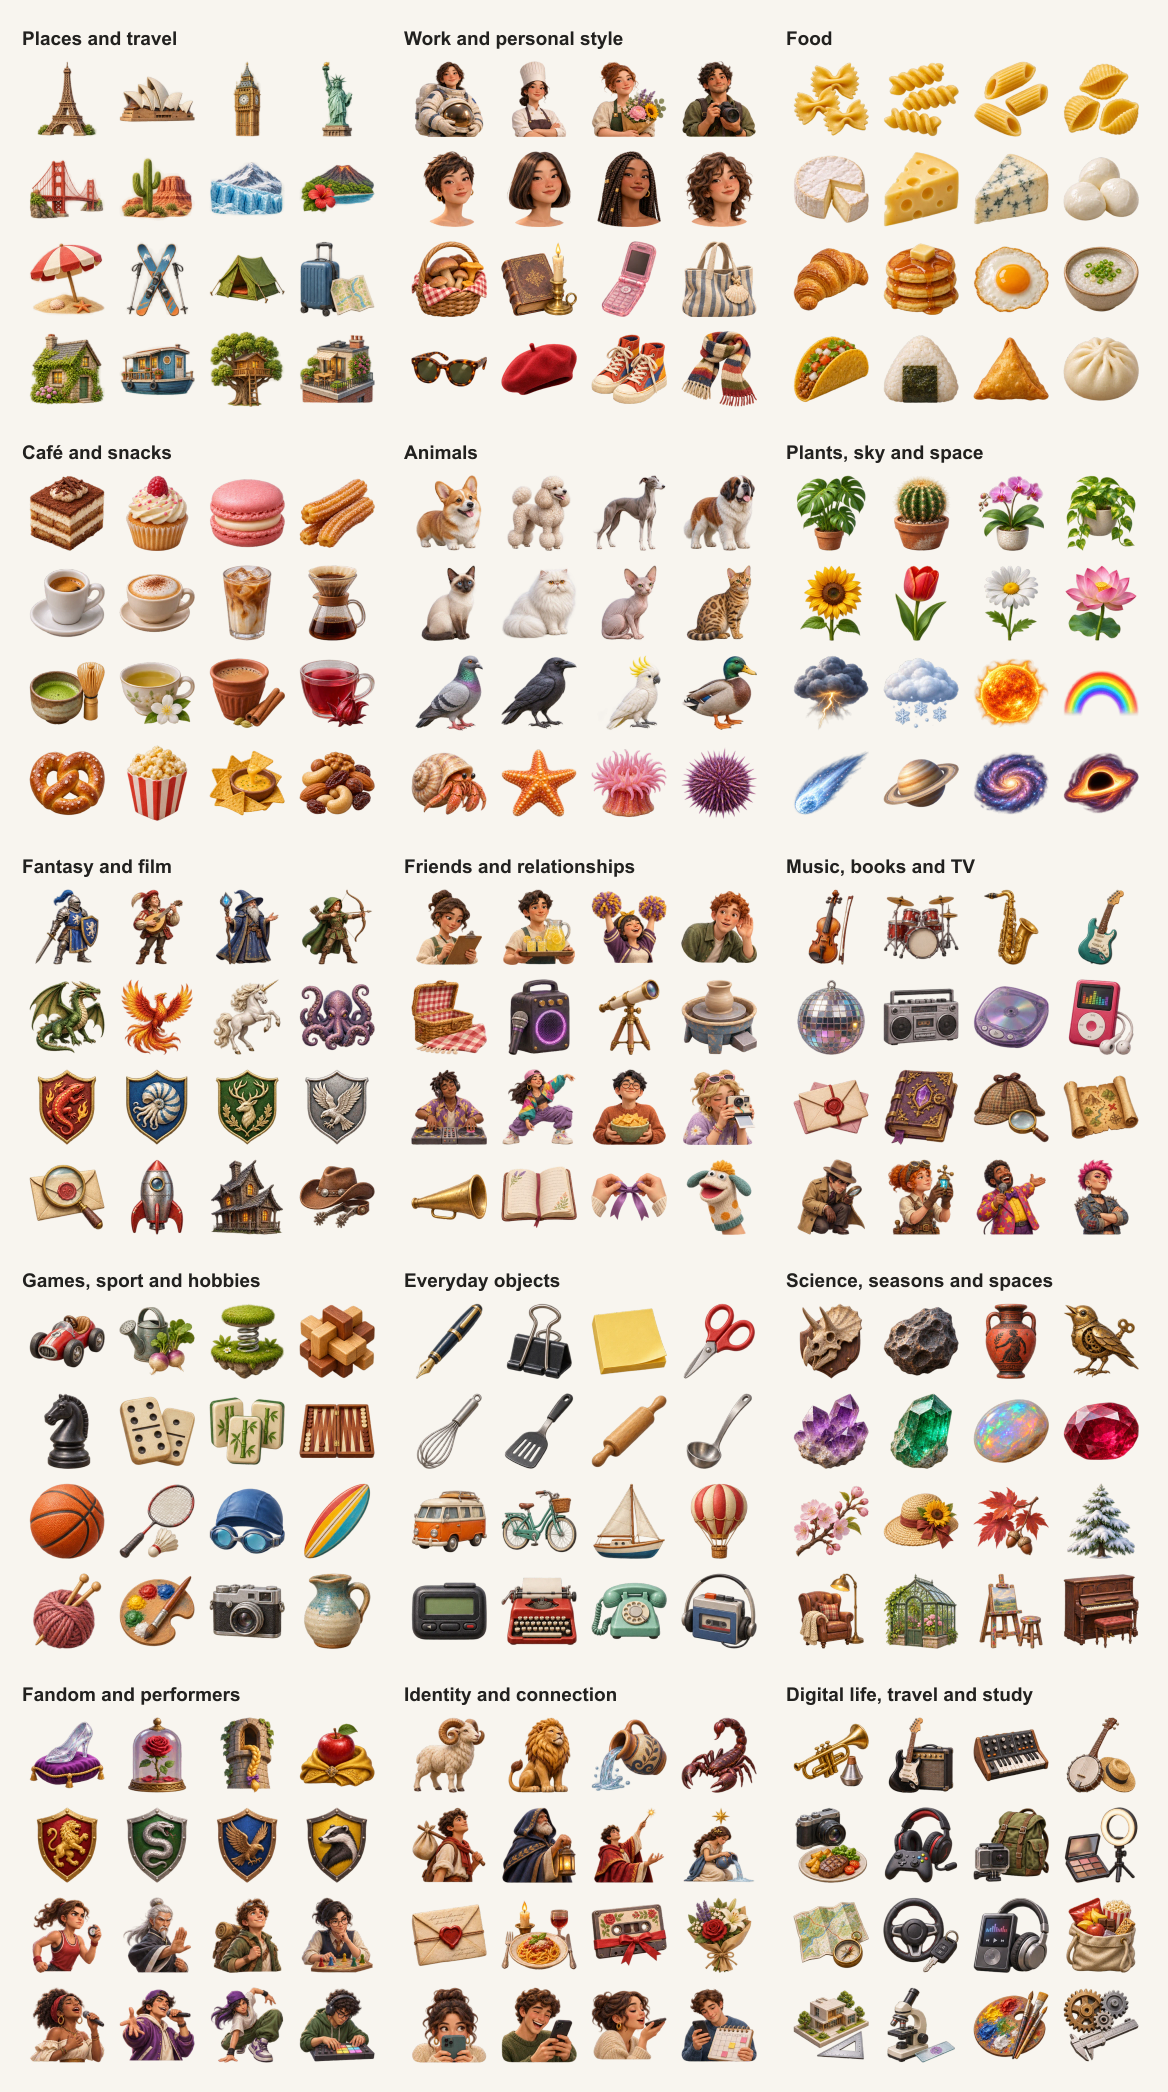 Places and travel
Work and personal style
Food
Café and snacks
Animals
Plants, sky and space
Fantasy and film
Friends and relationships
Music, books and TV
Games, sport and hobbies
Everyday objects
Science, seasons and spaces
Fandom and performers
Identity and connection
Digital life, travel and study